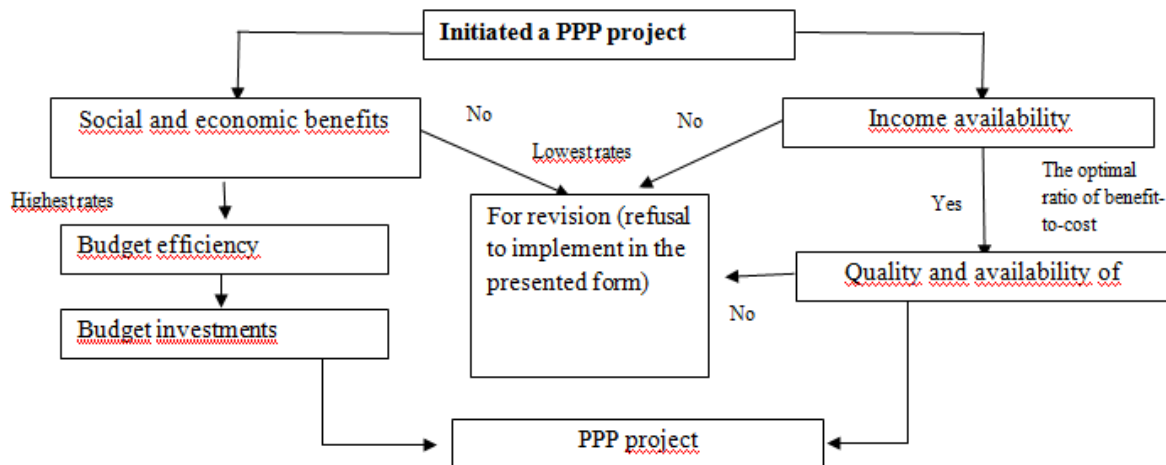 Initiated a PPP project
Social and economic benefits
No
No
Income availability
Lowest rates
The optimal
ratio of benefit-
to-cost
Highest rates
For revision (refusal
to implement in the
presented form)
Yes
Budget efficiency
Quality and availability of
No
Budget investments
PPP project